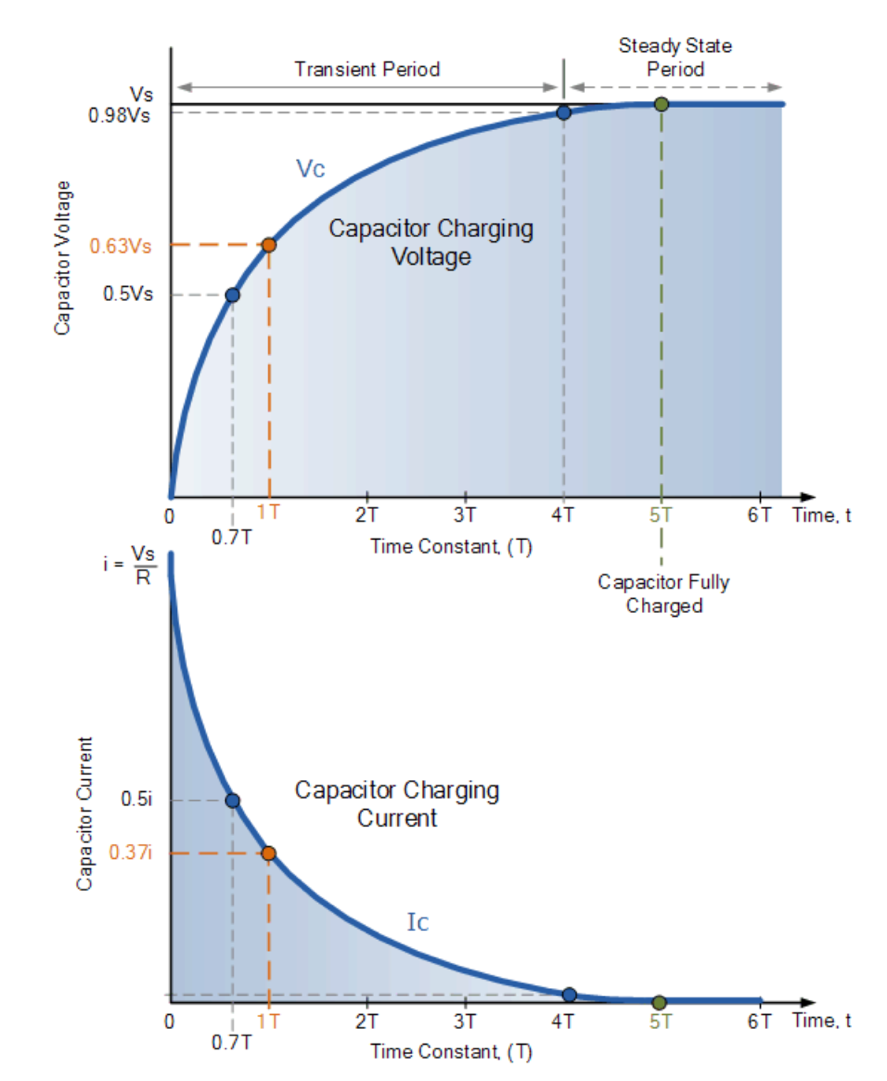 Steady State
Transient Period
Period
Vs
0.98Vs
Vc
Capacitor Charging
Voltage
Capacitor Voltage
0.63Vs
0.5Vs
0
0.7T
1T
2T
3T
4T
5T
6T
Time, t
Time Constant, (T)
Capacitor Fully
Charged
i = Vs
R
Capacitor Charging
Current
Capacitor Current
0.5i
0.37i
Ic
0
0.7T
1T
2T
3T
4T
5T
6T
Time, t
Time Constant, (T)